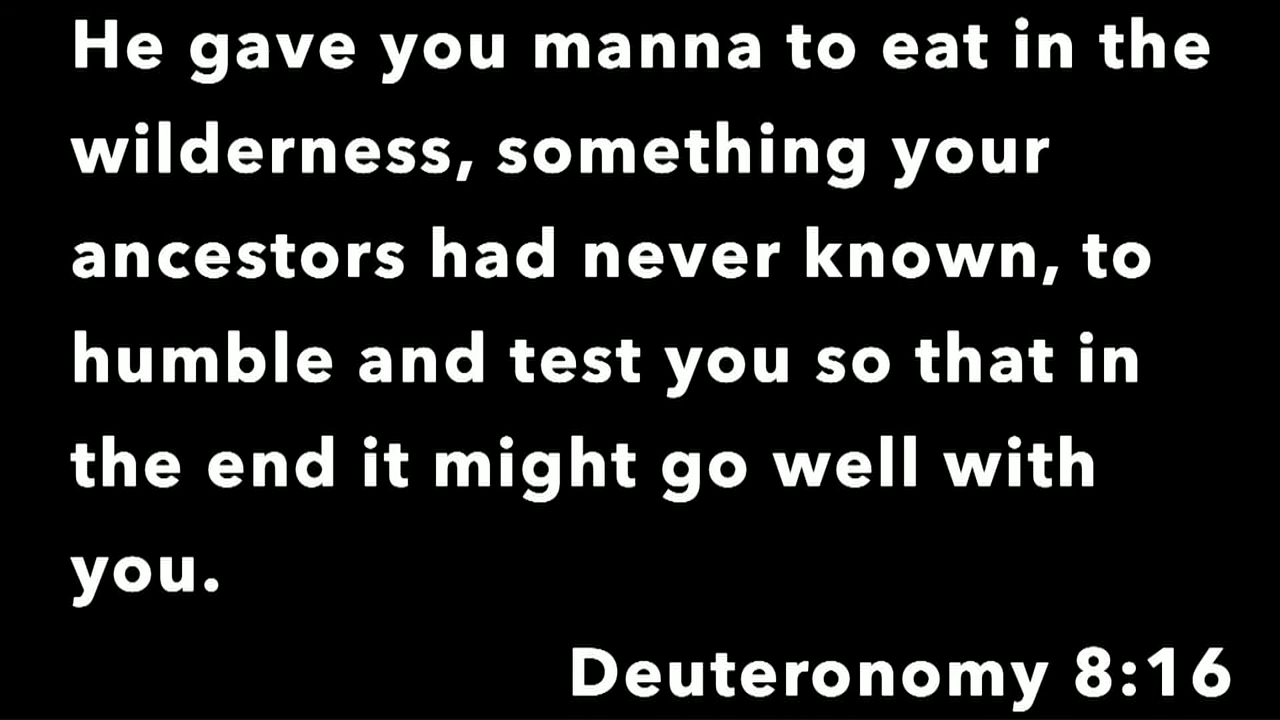 He gave you manna to eat in the
wilderness, something your
ancestors had never known, to
humble and test you so that in
the end it might go well with
you.
Deuteronomy 8:16